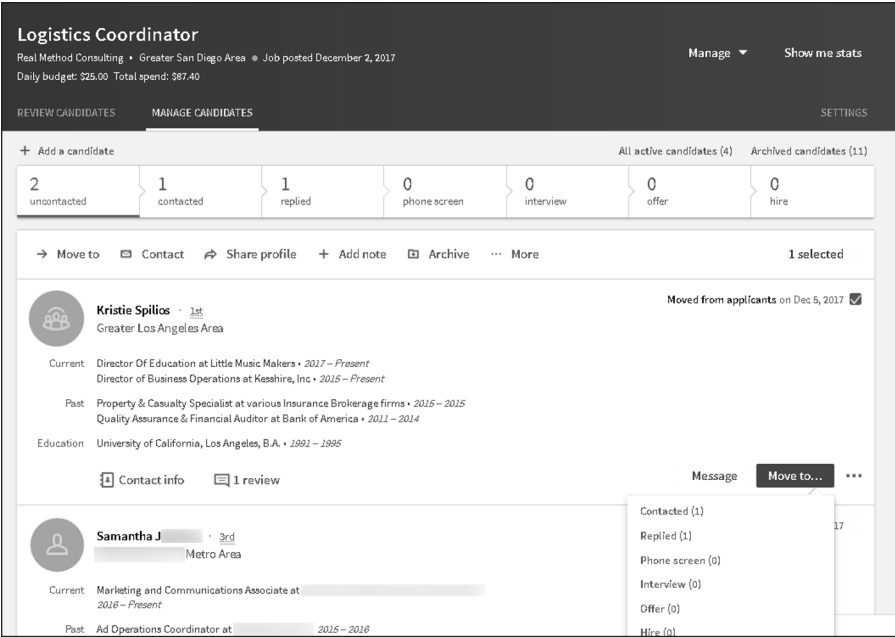 Logistics Coordinator
Real Method Consulting • Greater San Diego Area • Job posted December 2, 2017
Daily budget: $25.00 Total spend: $87.40
Manage
Show me stats
REVIEW CANDIDATES
MANAGE CANDIDATES
SETTINGS
+ Add a candidate
All active candidates (4)
Archived candidates (11)
2
uncontacted
1
contacted
1
replied
0
phone screen
0
interview
0
offer
0
hire
Move to
Contact
Share profile
+ Add note
Archive
··· More
1 selected
Kristie Spilios · 1st
Moved from applicants on Dec 5, 2017
Greater Los Angeles Area
Current Director Of Education at Little Music Makers • 2017 – Present
Director of Business Operations at Kesshire, Inc • 2015 – Present
Past Property & Casualty Specialist at various Insurance Brokerage firms • 2015 – 2015
Quality Assurance & Financial Auditor at Bank of America • 2011 – 2014
Education University of California, Los Angeles, B.A. • 1991 – 1995
Contact info
1 review
Message
Move to...
Contacted (1)
Replied (1)
Phone screen (0)
Interview (0)
Offer (0)
Hire (0)
Samantha J · 3rd
17
Metro Area
Current Marketing and Communications Associate at
2016 – Present
Past Ad Operations Coordinator at 2015 – 2016